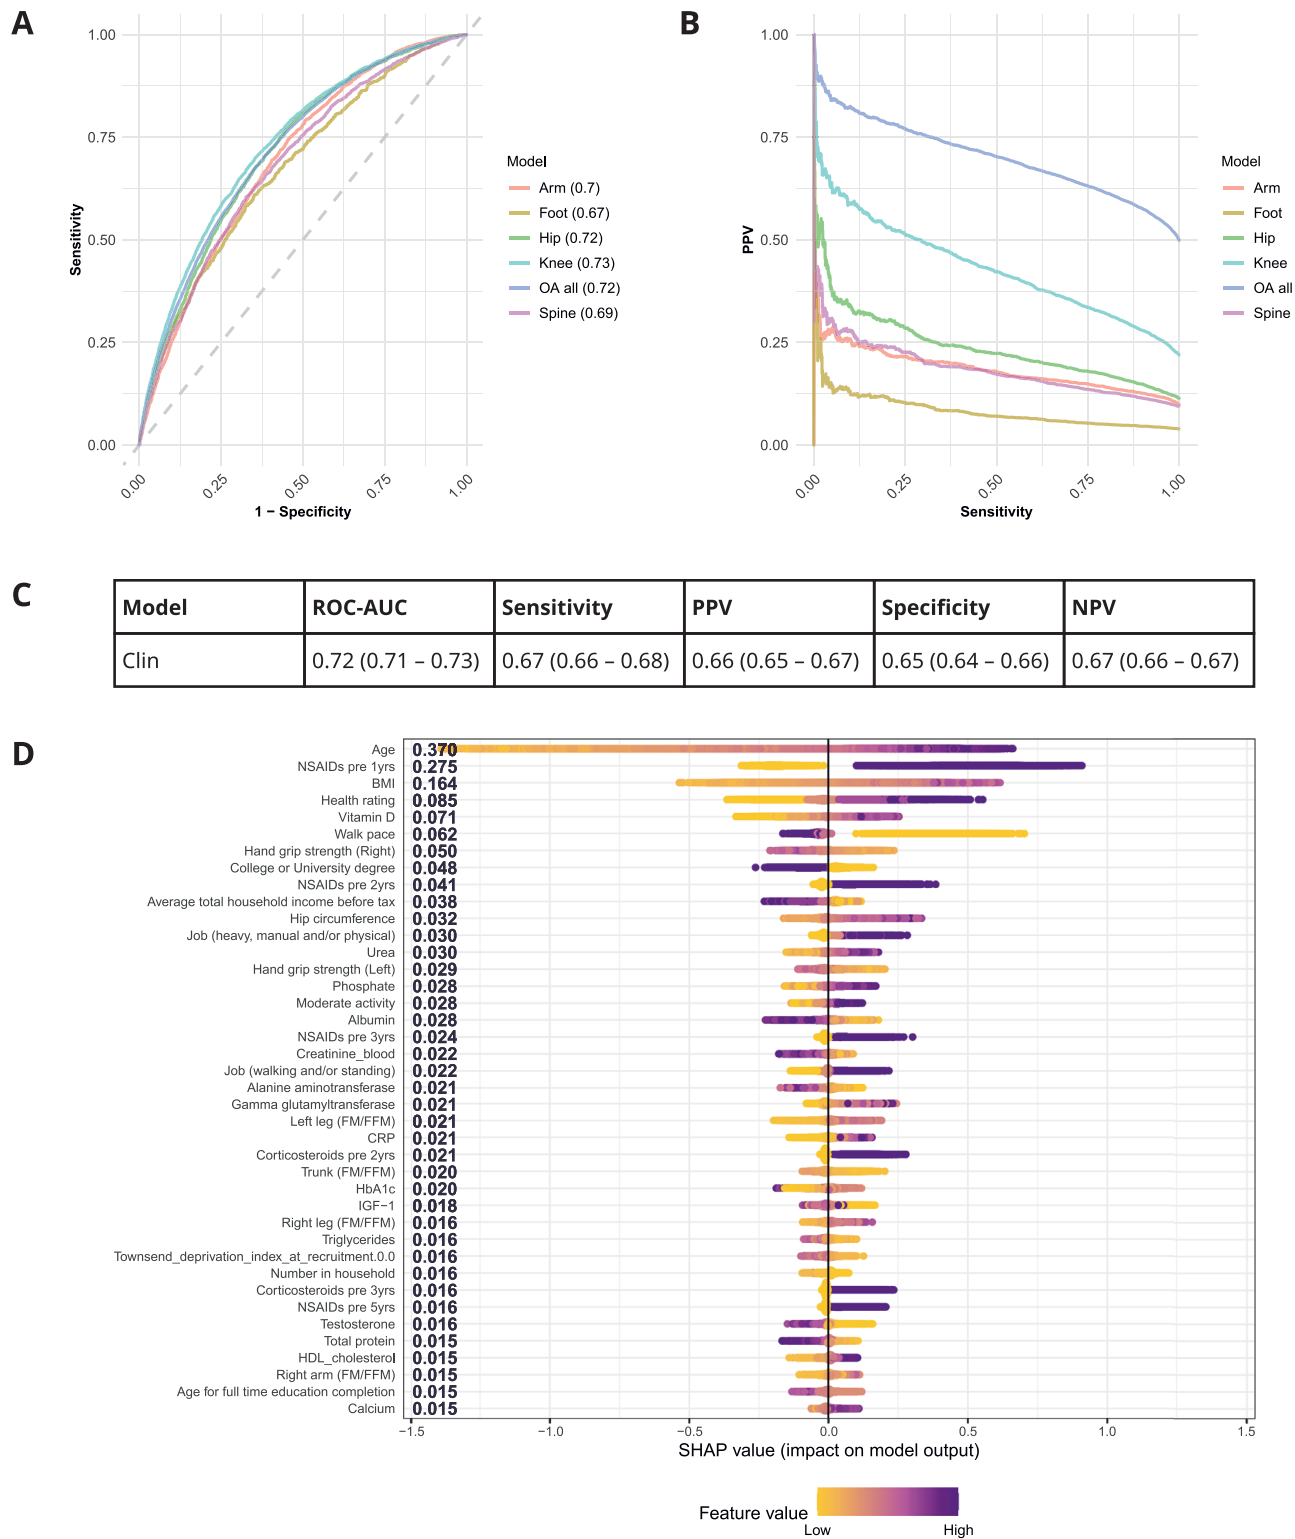 A
1.00
0.75
0.50
0.25
0.00
Sensitivity
0.00
0.25
0.50
0.75
1.00
1 − Specificity
Model
Arm (0.7)
Foot (0.67)
Hip (0.72)
Knee (0.73)
OA all (0.72)
Spine (0.69)
B
1.00
0.75
0.50
0.25
0.00
PPV
0.00
0.25
0.50
0.75
1.00
Sensitivity
Model
Arm
Foot
Hip
Knee
OA all
Spine
C
Model ROC-AUC Sensitivity PPV Specificity NPV
Clin 0.72 (0.71 – 0.73) 0.67 (0.66 – 0.68) 0.66 (0.65 – 0.67) 0.65 (0.64 – 0.66) 0.67 (0.66 – 0.67)
D
Age 0.370
NSAIDs pre 1yrs 0.275
BMI 0.164
Health rating 0.085
Vitamin D 0.071
Walk pace 0.062
Hand grip strength (Right) 0.050
College or University degree 0.048
NSAIDs pre 2yrs 0.041
Average total household income before tax 0.038
Hip circumference 0.032
Job (heavy, manual and/or physical) 0.030
Urea 0.030
Hand grip strength (Left) 0.029
Phosphate 0.028
Moderate activity 0.028
Albumin 0.028
NSAIDs pre 3yrs 0.024
Creatinine_blood 0.022
Job (walking and/or standing) 0.022
Alanine aminotransferase 0.021
Gamma glutamyltransferase 0.021
Left leg (FM/FFM) 0.021
CRP 0.021
Corticosteroids pre 2yrs 0.021
Trunk (FM/FFM) 0.020
HbA1c 0.020
IGF−1 0.018
Right leg (FM/FFM) 0.016
Triglycerides 0.016
Townsend_deprivation_index_at_recruitment.0.0 0.016
Number in household 0.016
Corticosteroids pre 3yrs 0.016
NSAIDs pre 5yrs 0.016
Testosterone 0.016
Total protein 0.015
HDL_cholesterol 0.015
Right arm (FM/FFM) 0.015
Age for full time education completion 0.015
Calcium 0.015
−1.5 −1.0 −0.5 0.0 0.5 1.0 1.5
SHAP value (impact on model output)
Feature value
Low High